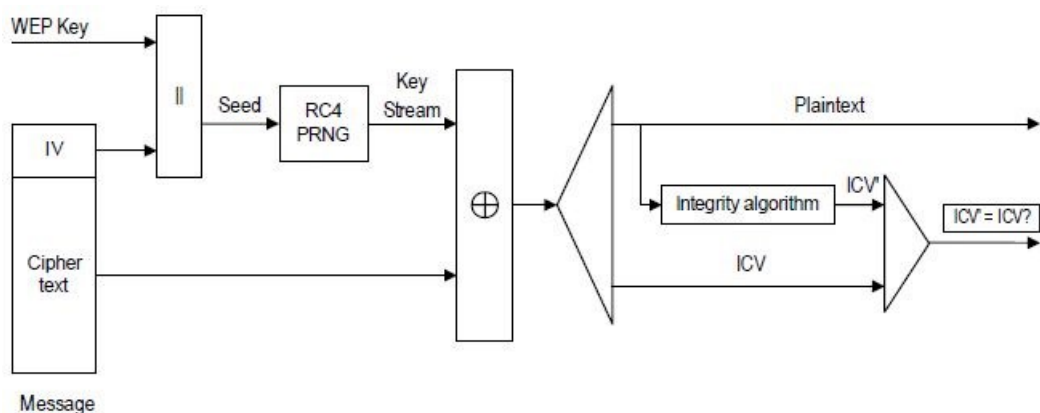 WEP Key
IV
Cipher
text
Message
||
Seed
RC4
PRNG
Key
Stream
⊕
Plaintext
Integrity algorithm
ICV'
ICV
ICV' = ICV?